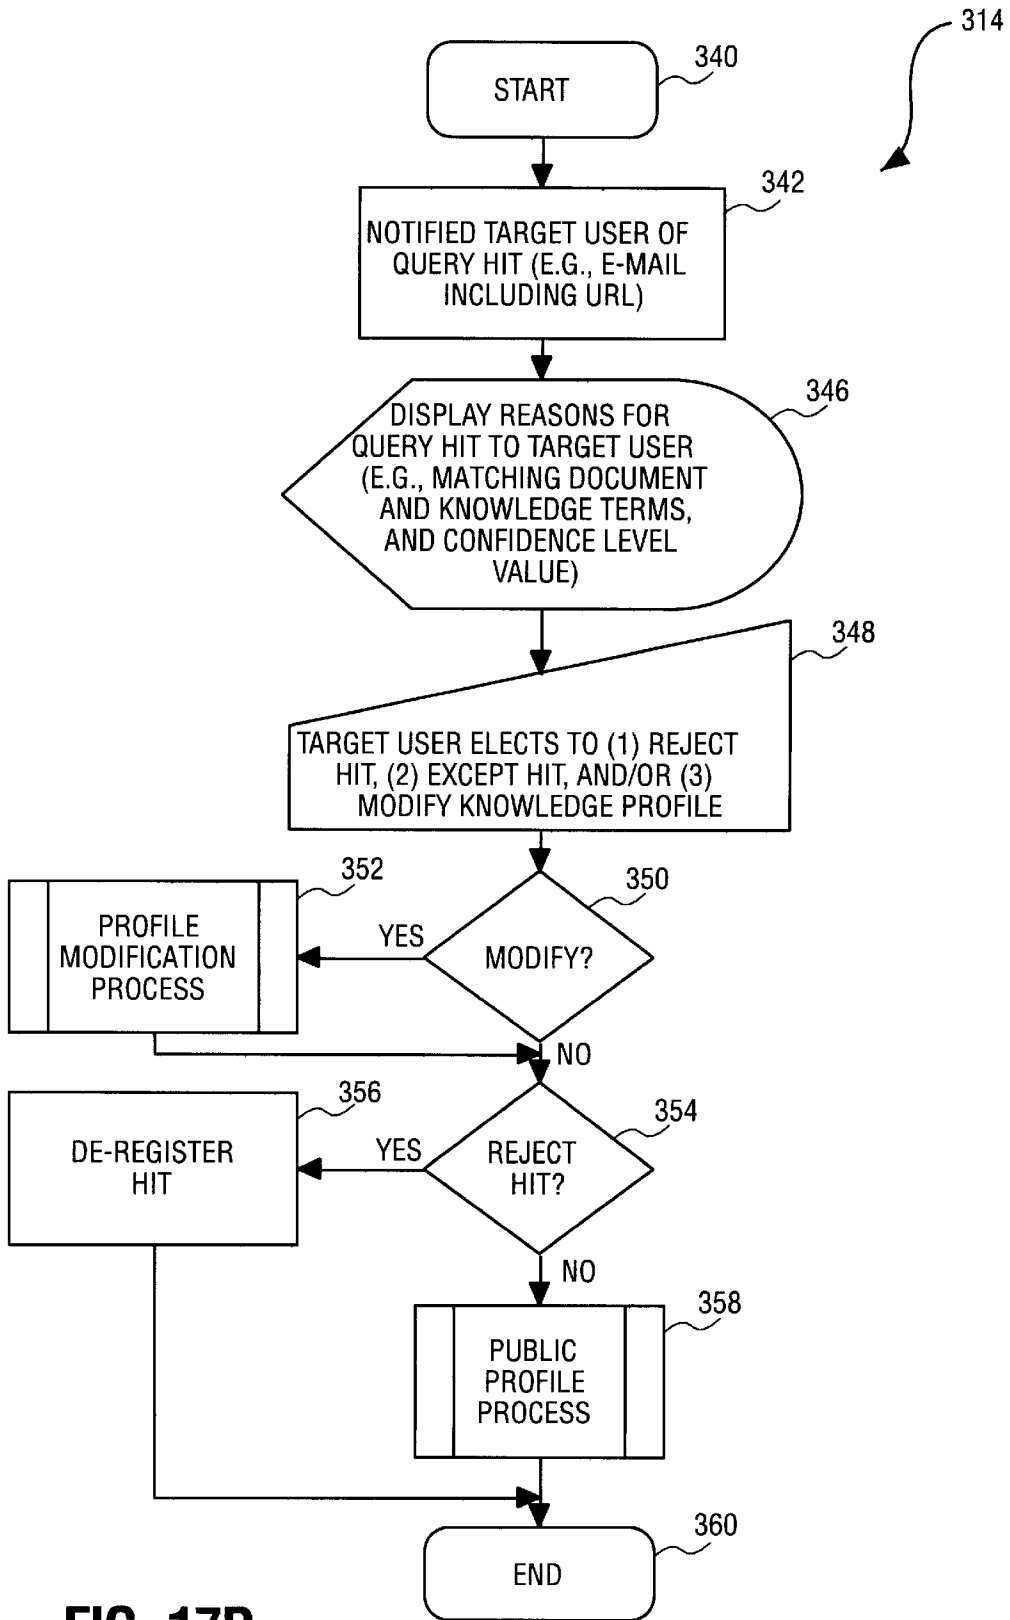 314
340
START
342
NOTIFIED TARGET USER OF
QUERY HIT (E.G., E-MAIL
INCLUDING URL)
346
DISPLAY REASONS FOR
QUERY HIT TO TARGET USER
(E.G., MATCHING DOCUMENT
AND KNOWLEDGE TERMS,
AND CONFIDENCE LEVEL
VALUE)
348
TARGET USER ELECTS TO (1) REJECT
HIT, (2) EXCEPT HIT, AND/OR (3)
MODIFY KNOWLEDGE PROFILE
352
350
PROFILE
MODIFICATION
PROCESS
YES
MODIFY?
NO
356
354
DE-REGISTER
HIT
YES
REJECT
HIT?
NO
358
PUBLIC
PROFILE
PROCESS
360
END
FIG. 17B